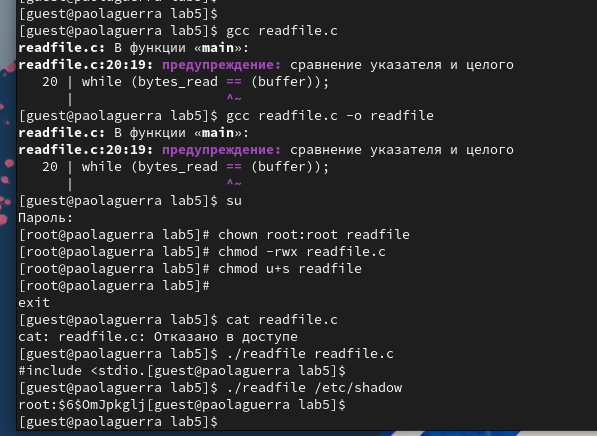 [guest@paolaguerra lab5]$
[guest@paolaguerra lab5]$ gcc readfile.c
readfile.c: В функции «main»:
readfile.c:20:19: предупреждение: сравнение указателя и целого
   20 | while (bytes_read == (buffer));
      |                   ^~
[guest@paolaguerra lab5]$ gcc readfile.c -o readfile
readfile.c: В функции «main»:
readfile.c:20:19: предупреждение: сравнение указателя и целого
   20 | while (bytes_read == (buffer));
      |                   ^~
[guest@paolaguerra lab5]$ su
Пароль:
[root@paolaguerra lab5]# chown root:root readfile
[root@paolaguerra lab5]# chmod -rwx readfile.c
[root@paolaguerra lab5]# chmod u+s readfile
[root@paolaguerra lab5]#
exit
[guest@paolaguerra lab5]$ cat readfile.c
cat: readfile.c: Отказано в доступе
[guest@paolaguerra lab5]$ ./readfile readfile.c
#include <stdio.[guest@paolaguerra lab5]$
[guest@paolaguerra lab5]$ ./readfile /etc/shadow
root:$6$OmJpkglj[guest@paolaguerra lab5]$
[guest@paolaguerra lab5]$